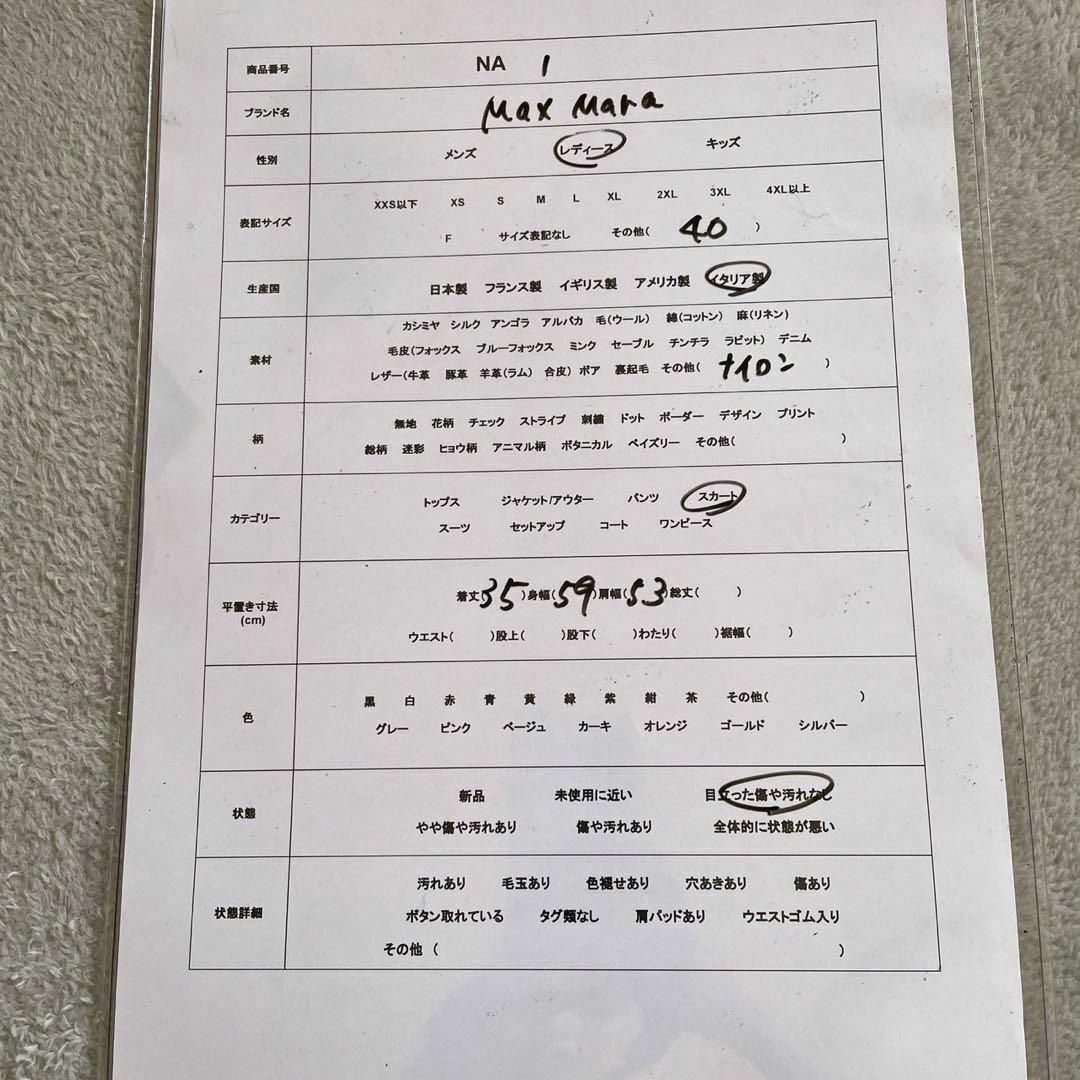 商品番号 NA 1
ブランド名 Max Mara
性別 メンズ レディース キッズ
表記サイズ XXS以下 XS S M L XL 2XL 3XL 4XL以上
F サイズ表記なし その他( 40 )
生産国 日本製 フランス製 イギリス製 アメリカ製 イタリア製
素材 カシミヤ シルク アンゴラ アルパカ 毛(ウール) 綿(コットン) 麻(リネン)
毛皮(フォックス ブルーフォックス ミンク セーブル チンチラ ラビット) デニム
レザー(牛革 豚革 羊革(ラム) 合皮) ボア 裏起毛 その他( ナイロン )
柄 無地 花柄 チェック ストライプ 刺繍 ドット ボーダー デザイン プリント
総柄 迷彩 ヒョウ柄 アニマル柄 ボタニカル ペイズリー その他( )
カテゴリー トップス ジャケット/アウター パンツ スカート
スーツ セットアップ コート ワンピース
平置き寸法 (cm) 着丈(35)身幅(59)肩幅(53)総丈( )
ウエスト( )股上( )股下( )わたり( )裾幅( )
色 黒 白 赤 青 黄 緑 紫 紺 茶 その他( )
グレー ピンク ベージュ カーキ オレンジ ゴールド シルバー
状態 新品 未使用に近い 目立った傷や汚れなし
やや傷や汚れあり 傷や汚れあり 全体的に状態が悪い
状態詳細 汚れあり 毛玉あり 色褪せあり 穴あきあり 傷あり
ボタン取れている タグ類なし 肩パッドあり ウエストゴム入り
その他 ( )